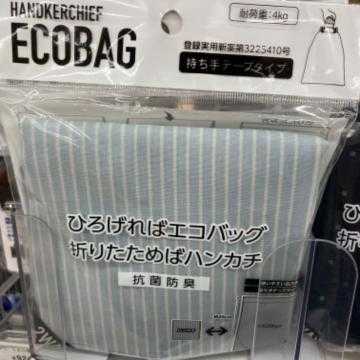 HANDKERCHIEF
ECOBAG
耐荷重:4kg
登録実用新案第3225410号
持ち手テープタイプ
ひろげればエコバッグ
折りたためばハンカチ
抗菌防臭